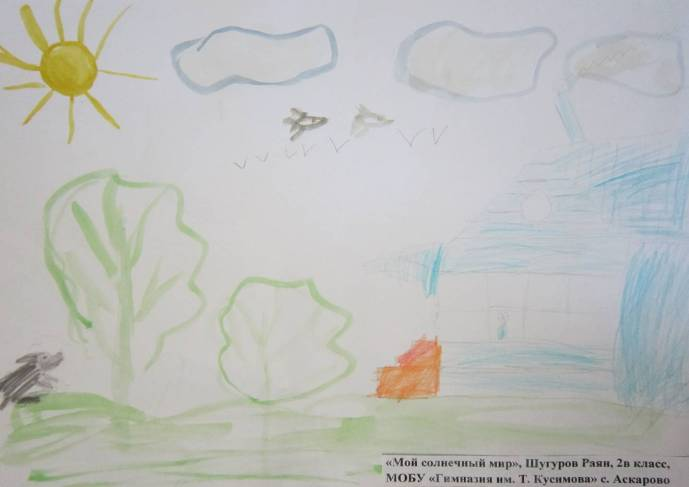 «Мой солнечный мир», Шугуров Раян, 2в класс,
МОБУ «Гимназия им. Т. Кусимова» с. Аскарово